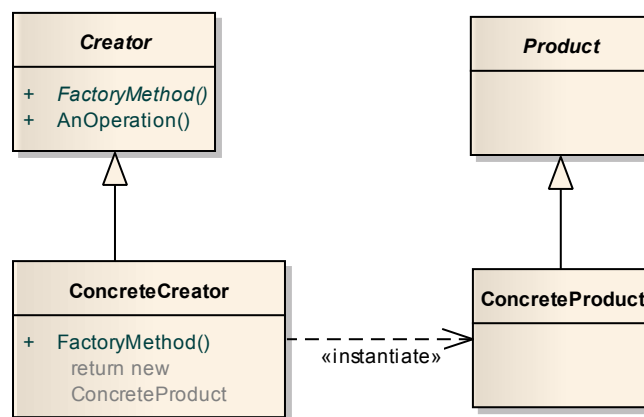 Creator
+ FactoryMethod()
+ AnOperation()
Product
ConcreteCreator
+ FactoryMethod()
return new
ConcreteProduct
«instantiate»
ConcreteProduct